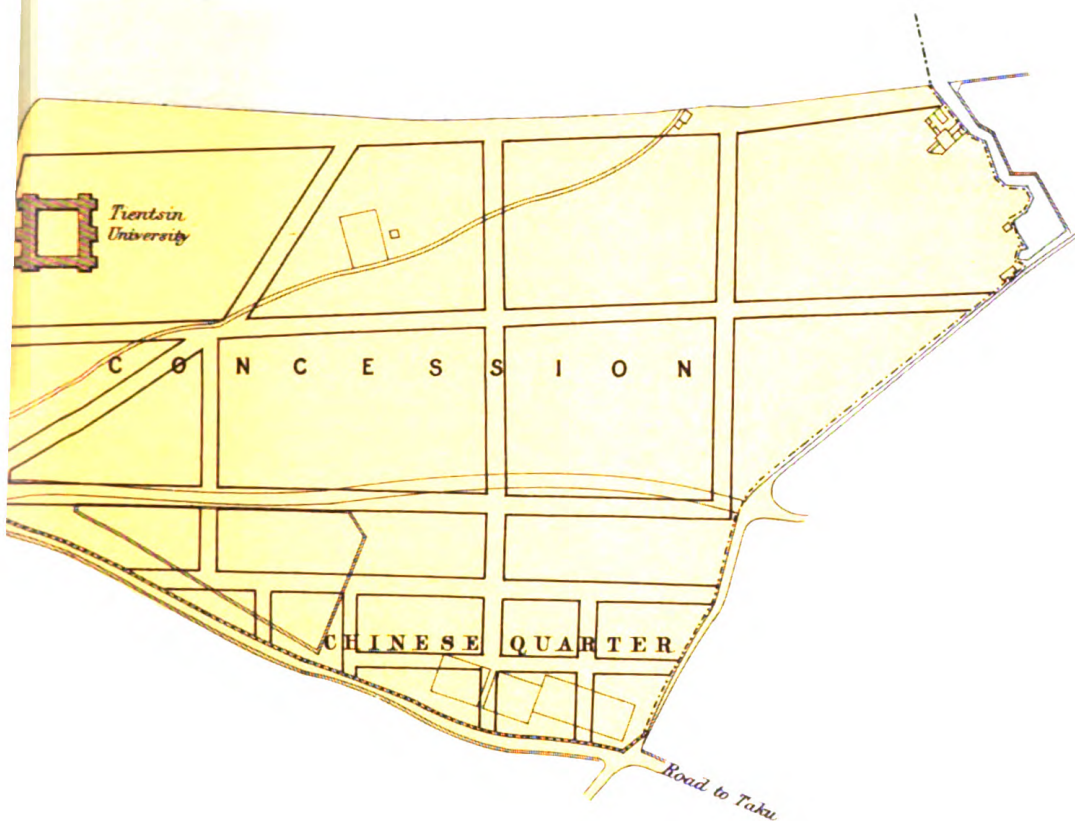 Tientsin
University
CONCESSION
CHINESE QUARTER
Road to Taku